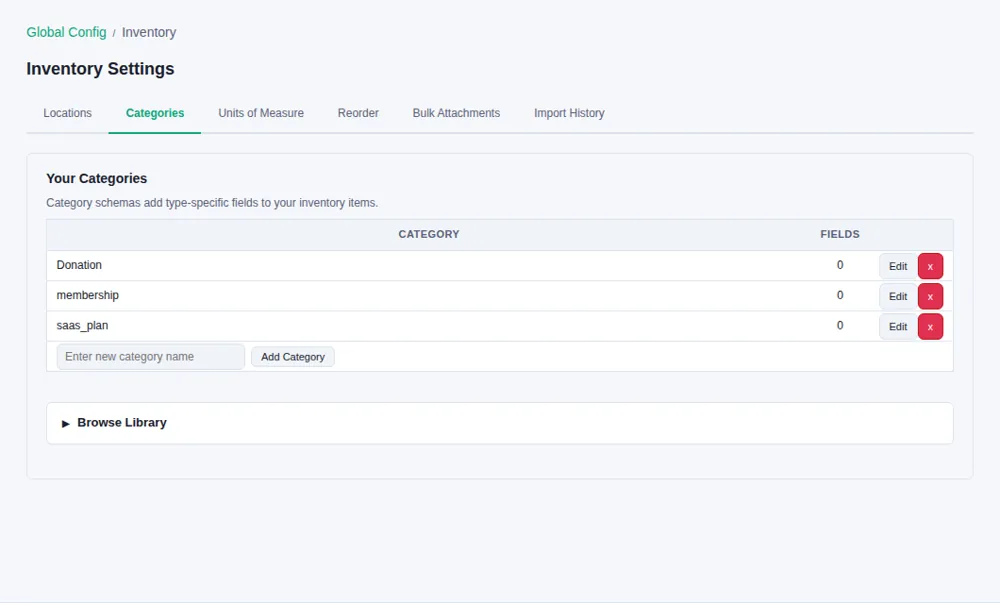 Global Config / Inventory
Inventory Settings
Locations Categories Units of Measure Reorder Bulk Attachments Import History
Your Categories
Category schemas add type-specific fields to your inventory items.
CATEGORY FIELDS
Donation 0 Edit x
membership 0 Edit x
saas_plan 0 Edit x
Enter new category name Add Category
▶ Browse Library